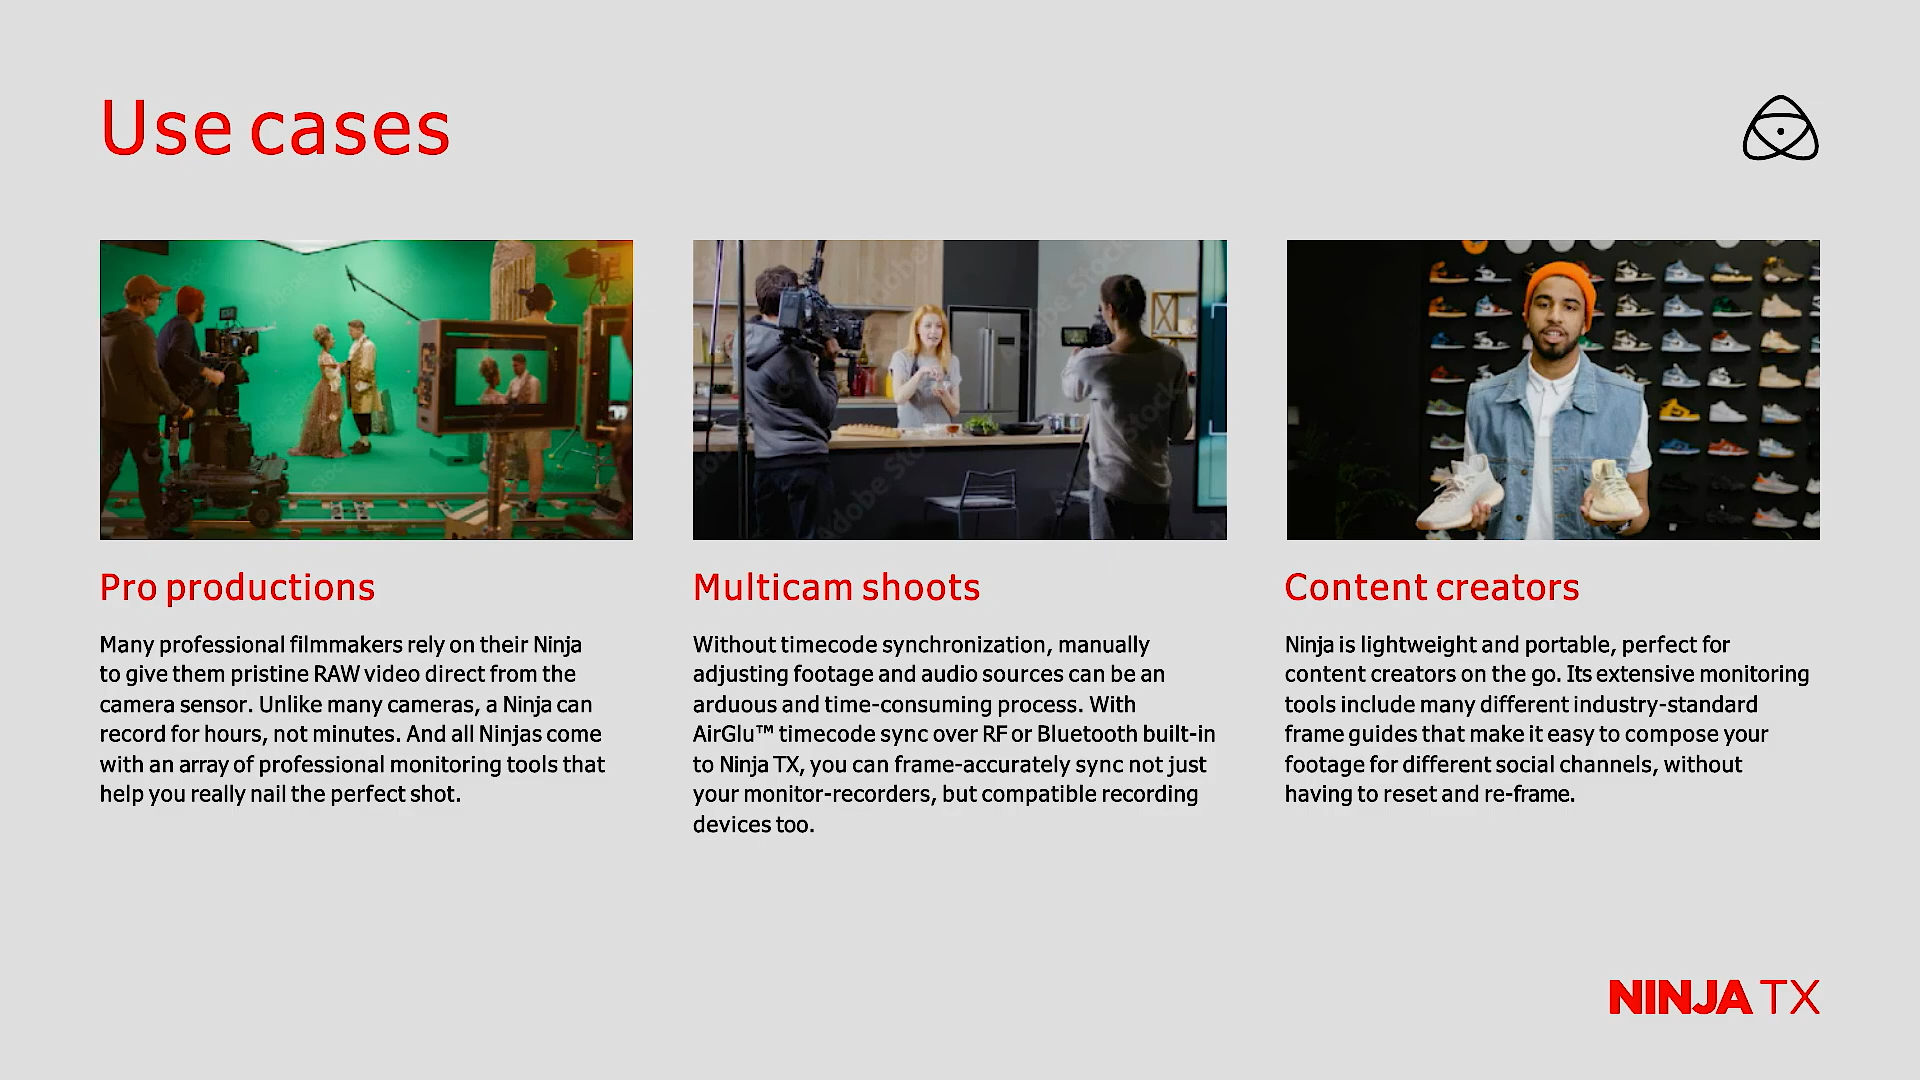 Use cases
Adobe Stock
Adobe Stock
Pro productions
Many professional filmmakers rely on their Ninja
to give them pristine RAW video direct from the
camera sensor. Unlike many cameras, a Ninja can
record for hours, not minutes. And all Ninjas come
with an array of professional monitoring tools that
help you really nail the perfect shot.
Multicam shoots
Without timecode synchronization, manually
adjusting footage and audio sources can be an
arduous and time-consuming process. With
AirGlu™ timecode sync over RF or Bluetooth built-in
to Ninja TX, you can frame-accurately sync not just
your monitor-recorders, but compatible recording
devices too.
Content creators
Ninja is lightweight and portable, perfect for
content creators on the go. Its extensive monitoring
tools include many different industry-standard
frame guides that make it easy to compose your
footage for different social channels, without
having to reset and re-frame.
NINJA TX